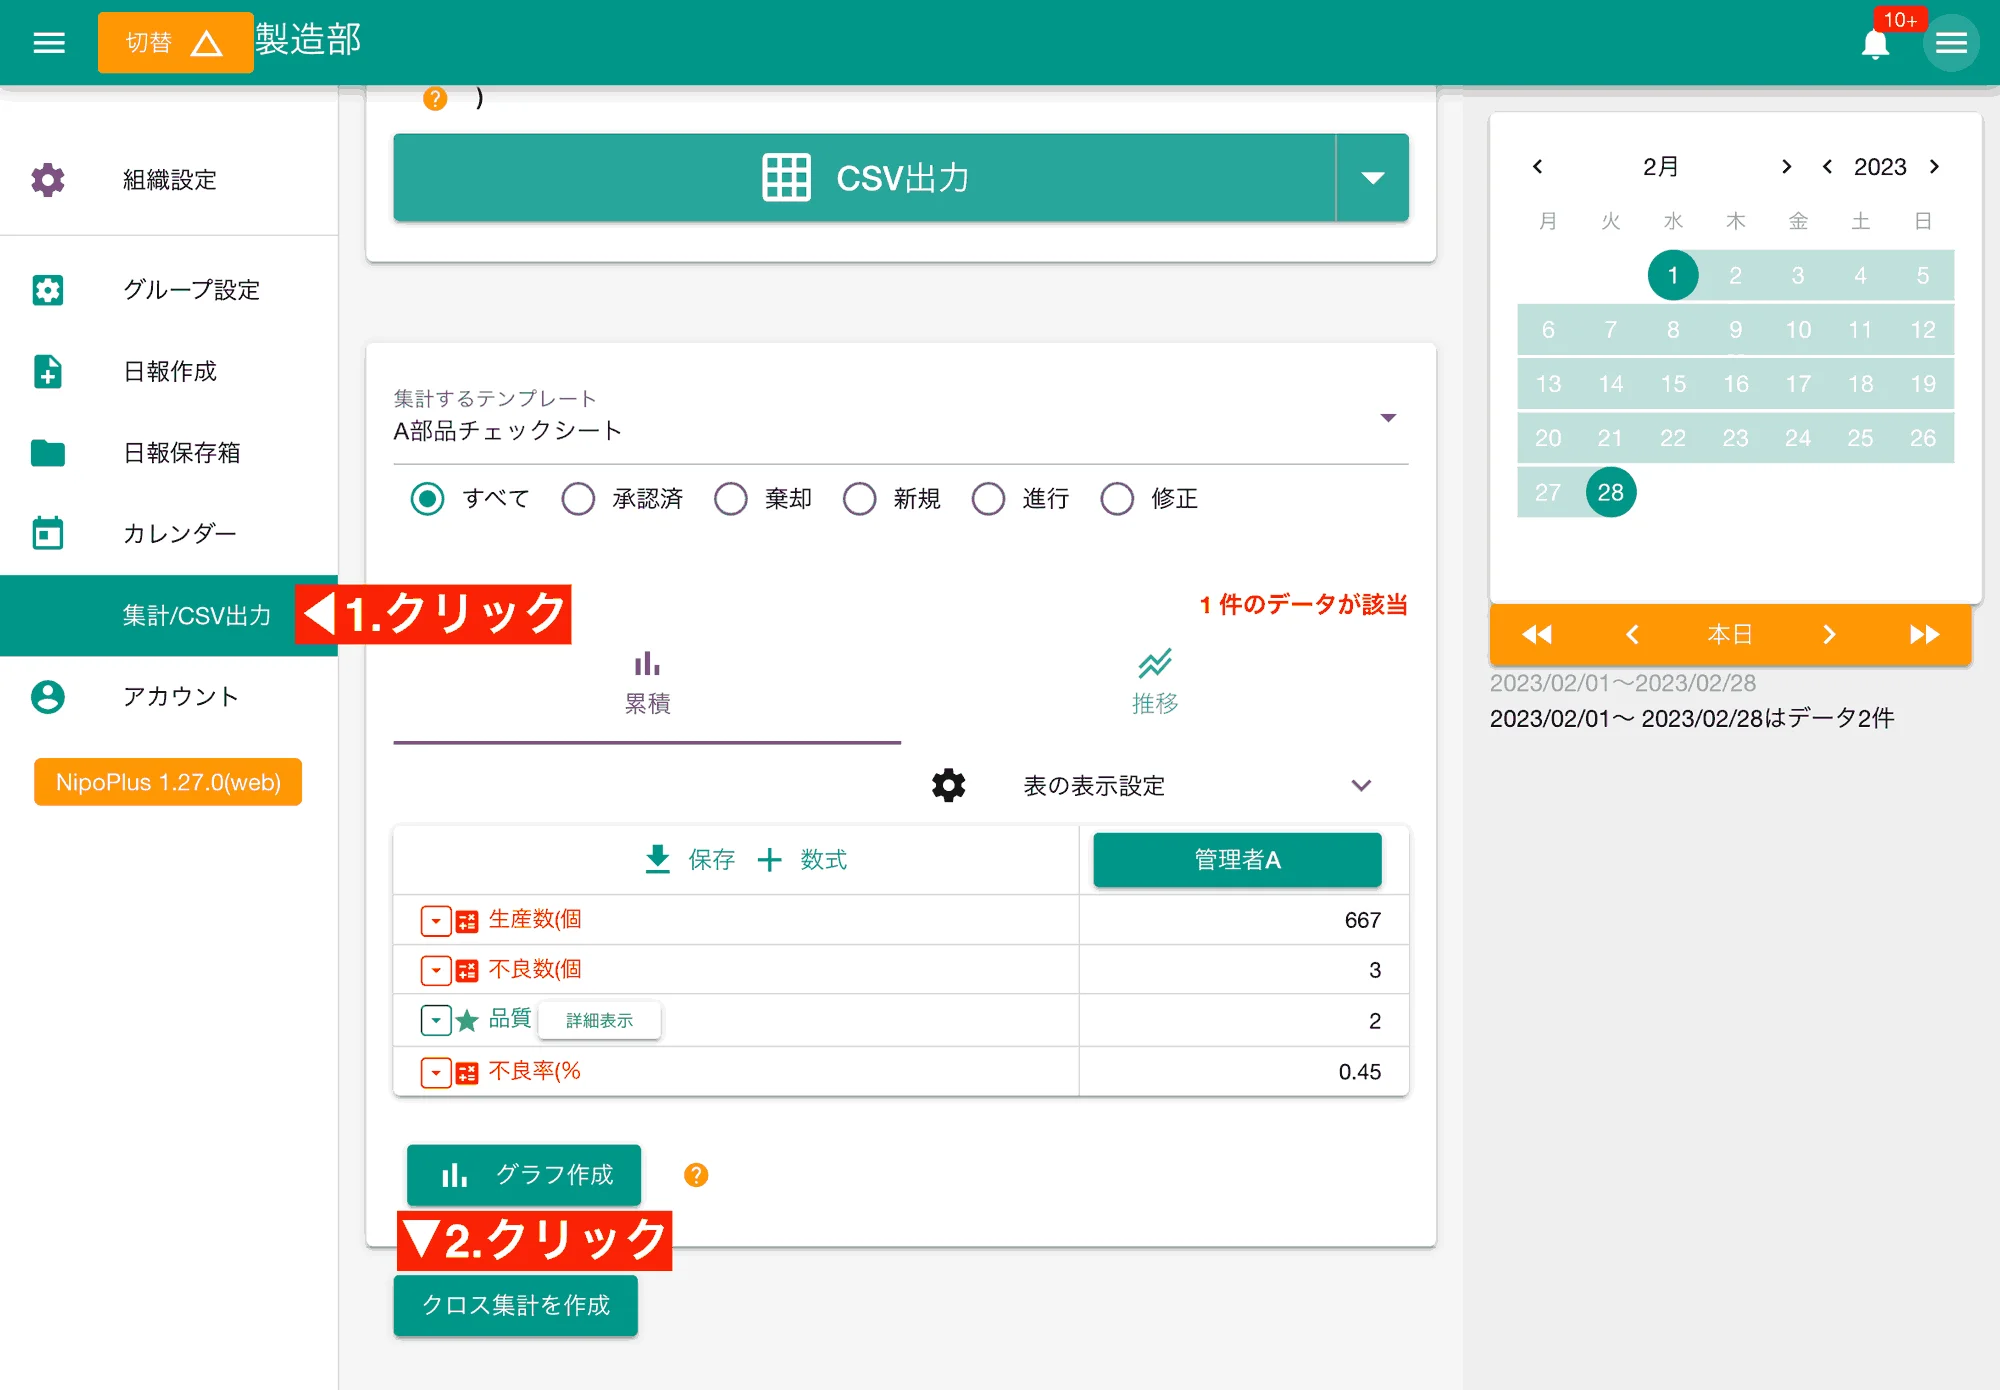 切替 製造部
10+
)
CSV出力
組織設定
グループ設定
日報作成
日報保存箱
カレンダー
集計/CSV出力
アカウント
NipoPlus 1.27.0(web)
◀1.クリック
集計するテンプレート
A部品チェックシート
すべて 承認済 棄却 新規 進行 修正
1 件のデータが該当
累積 推移
表の表示設定
保存 数式 管理者A
生産数(個 667
不良数(個 3
品質 詳細表示 2
不良率(% 0.45
グラフ作成 ?
▼2.クリック
クロス集計を作成
2月 2023
月 火 水 木 金 土 日
1 2 3 4 5
6 7 8 9 10 11 12
13 14 15 16 17 18 19
20 21 22 23 24 25 26
27 28
本日
2023/02/01〜2023/02/28
2023/02/01〜 2023/02/28はデータ2件